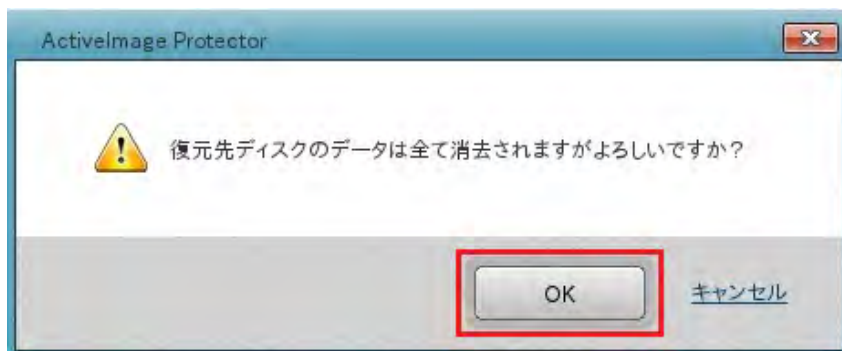 ActiveImage Protector
復元先ディスクのデータは全て消去されますがよろしいですか？
OK
キャンセル